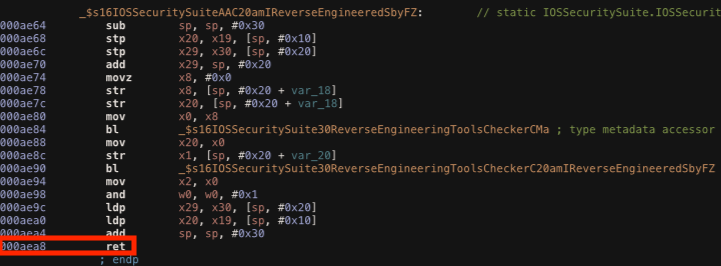 _$s16IOSSecuritySuiteAAC20amIReverseEngineeredSbyFZ: // static IOSSecuritySuite.IOSSecurit
000ae64 sub sp, sp, #0x30
000ae68 stp x20, x19, [sp, #0x10]
000ae6c stp x29, x30, [sp, #0x20]
000ae70 add x29, sp, #0x20
000ae74 movz x8, #0x0
000ae78 str x8, [sp, #0x20 + var_18]
000ae7c str x20, [sp, #0x20 + var_18]
000ae80 mov x0, x8
000ae84 bl _$s16IOSSecuritySuite30ReverseEngineeringToolsCheckerCMa ; type metadata accessor
000ae88 mov x20, x0
000ae8c str x1, [sp, #0x20 + var_20]
000ae90 bl _$s16IOSSecuritySuite30ReverseEngineeringToolsCheckerC20amIReverseEngineeredSbyFZ
000ae94 mov x2, x0
000ae98 and w0, w0, #0x1
000ae9c ldp x29, x30, [sp, #0x20]
000aea0 ldp x20, x19, [sp, #0x10]
000aea4 add sp, sp, #0x30
000aea8 ret
; endp